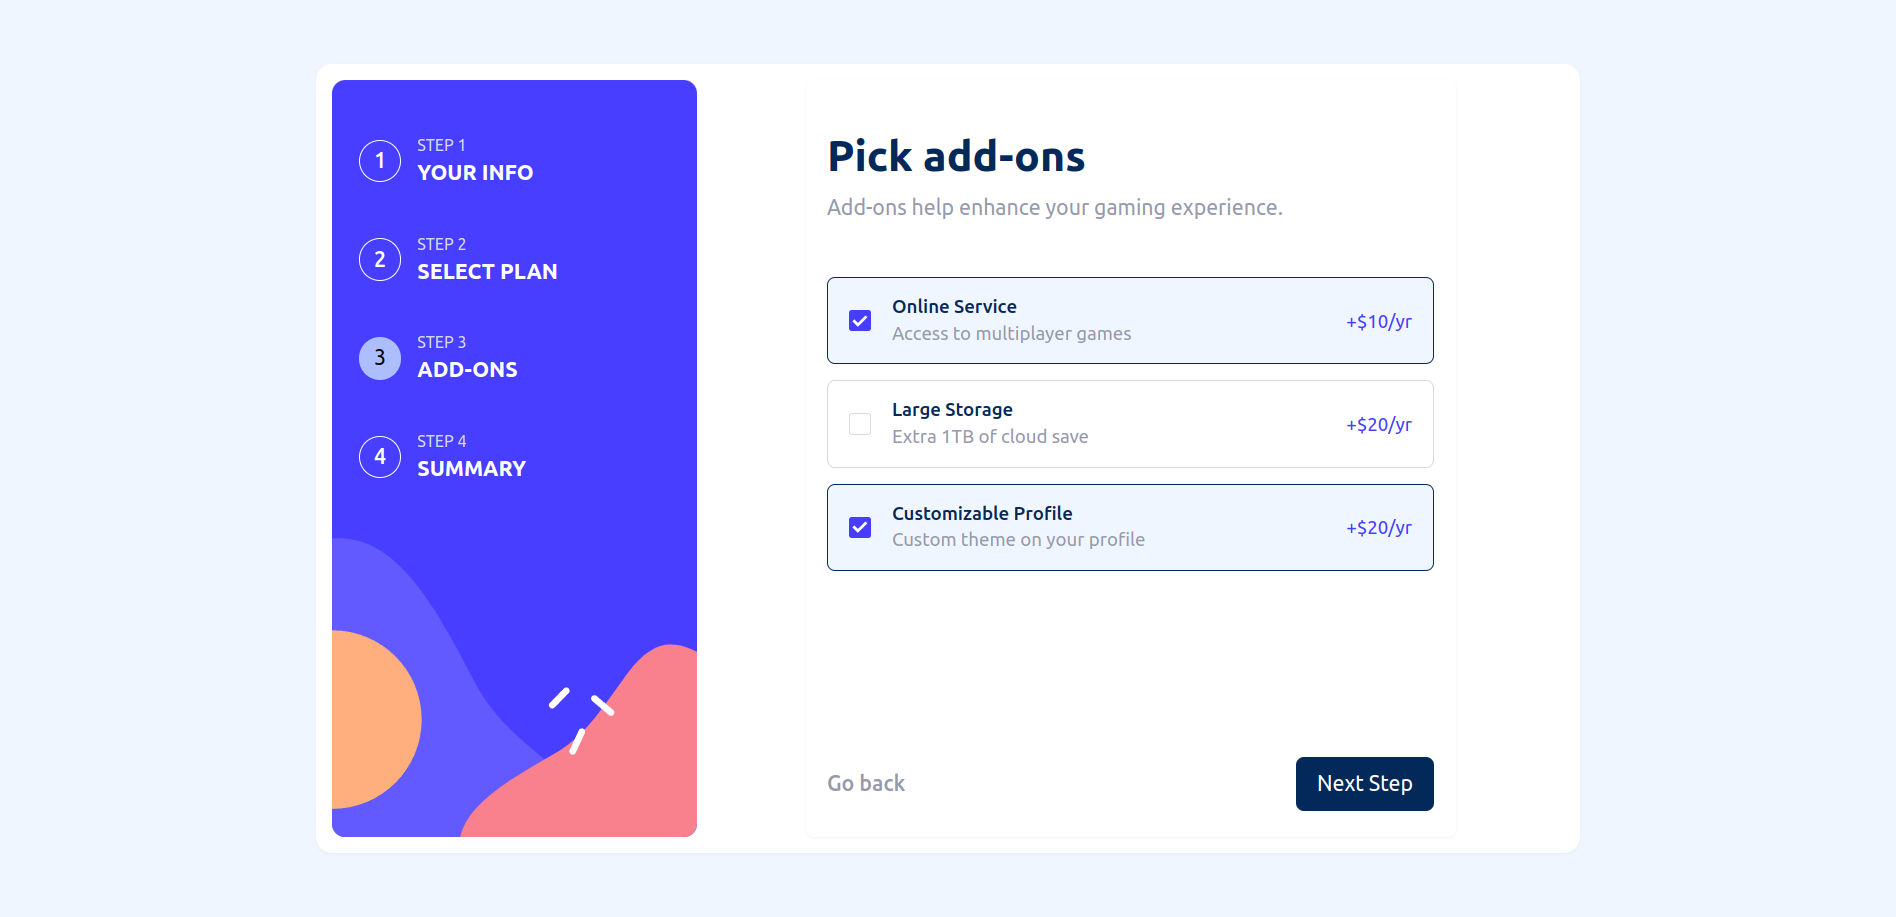 1
STEP 1
YOUR INFO
2
STEP 2
SELECT PLAN
3
STEP 3
ADD-ONS
4
STEP 4
SUMMARY
Pick add-ons
Add-ons help enhance your gaming experience.
Online Service
Access to multiplayer games
+$10/yr
Large Storage
Extra 1TB of cloud save
+$20/yr
Customizable Profile
Custom theme on your profile
+$20/yr
Go back
Next Step